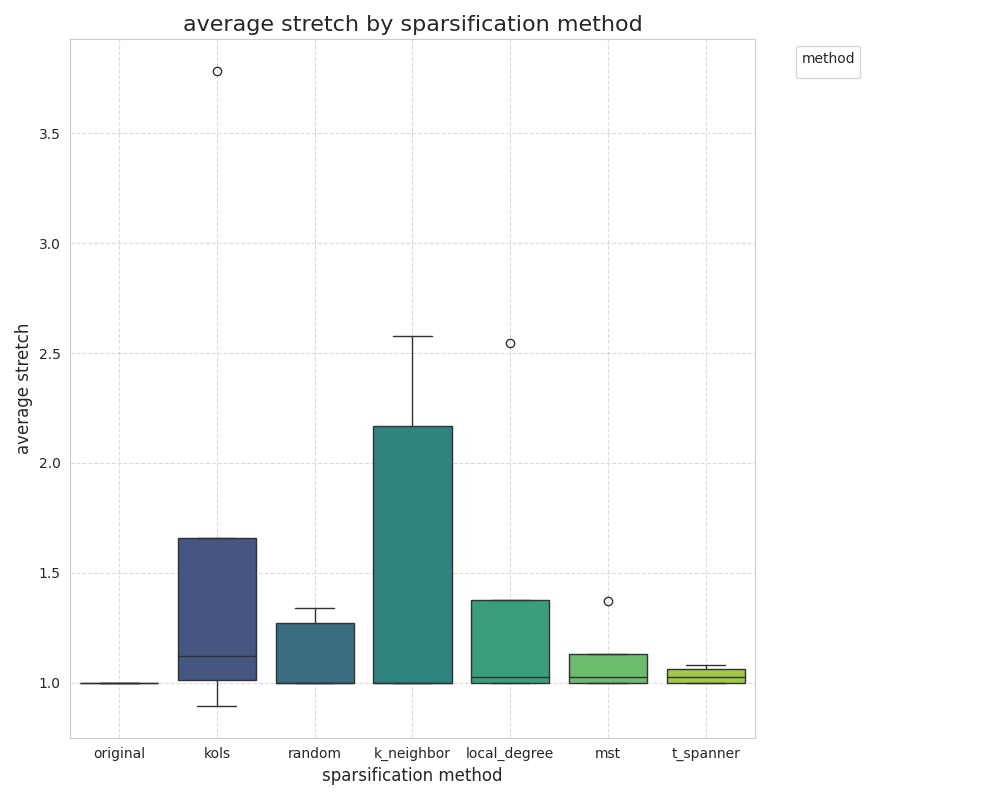 average stretch by sparsification method
method
3.5
3.0
2.5
2.0
1.5
1.0
average stretch
original kols random k_neighbor local_degree mst t_spanner
sparsification method